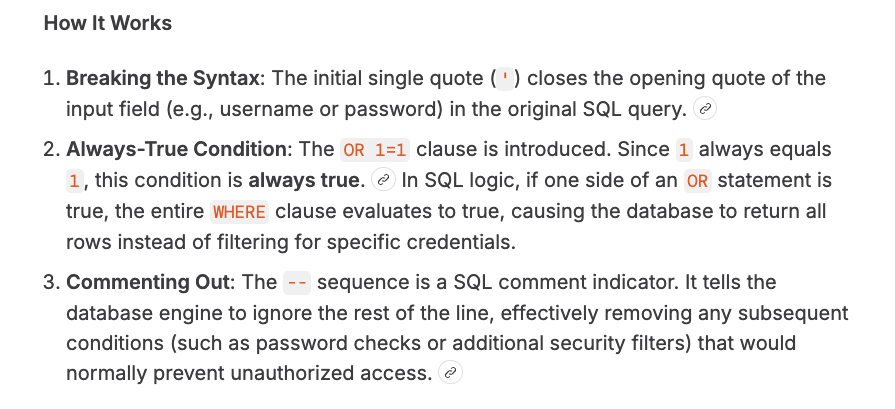 How It Works
1. Breaking the Syntax: The initial single quote ( ' ) closes the opening quote of the
input field (e.g., username or password) in the original SQL query.
2. Always-True Condition: The OR 1=1 clause is introduced. Since 1 always equals
1, this condition is always true. In SQL logic, if one side of an OR statement is
true, the entire WHERE clause evaluates to true, causing the database to return all
rows instead of filtering for specific credentials.
3. Commenting Out: The -- sequence is a SQL comment indicator. It tells the
database engine to ignore the rest of the line, effectively removing any subsequent
conditions (such as password checks or additional security filters) that would
normally prevent unauthorized access.